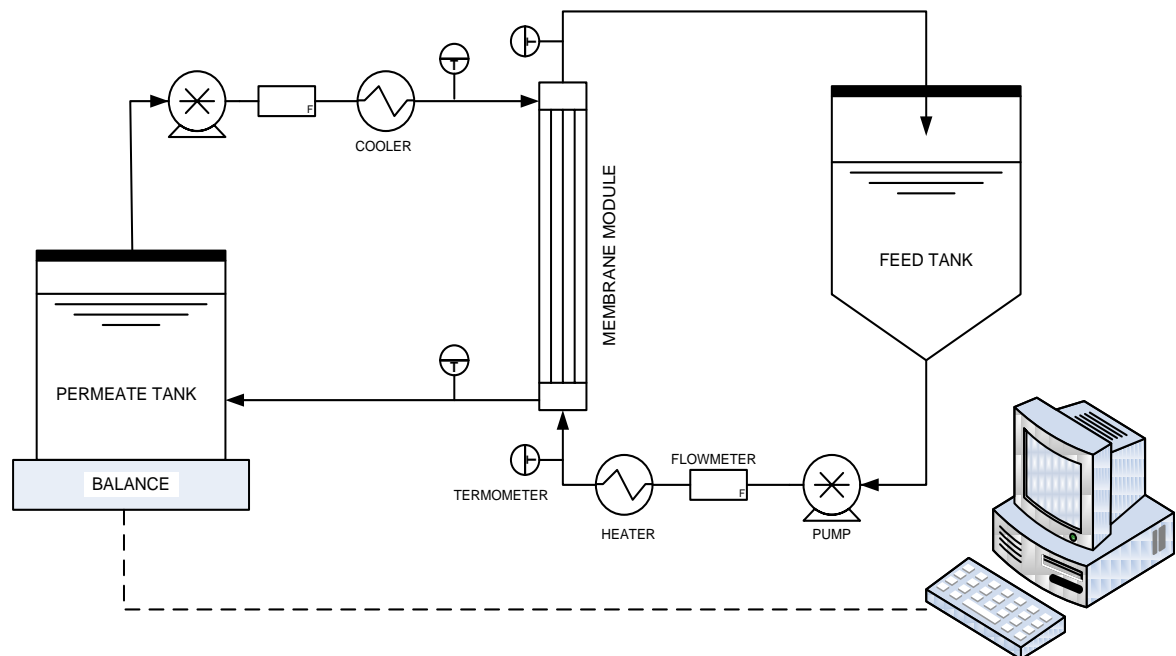 T
T
F
COOLER
MEMBRANE MODULE
FEED TANK
T
PERMEATE TANK
FLOWMETER
T
F
TERMOMETER
BALANCE
HEATER
PUMP